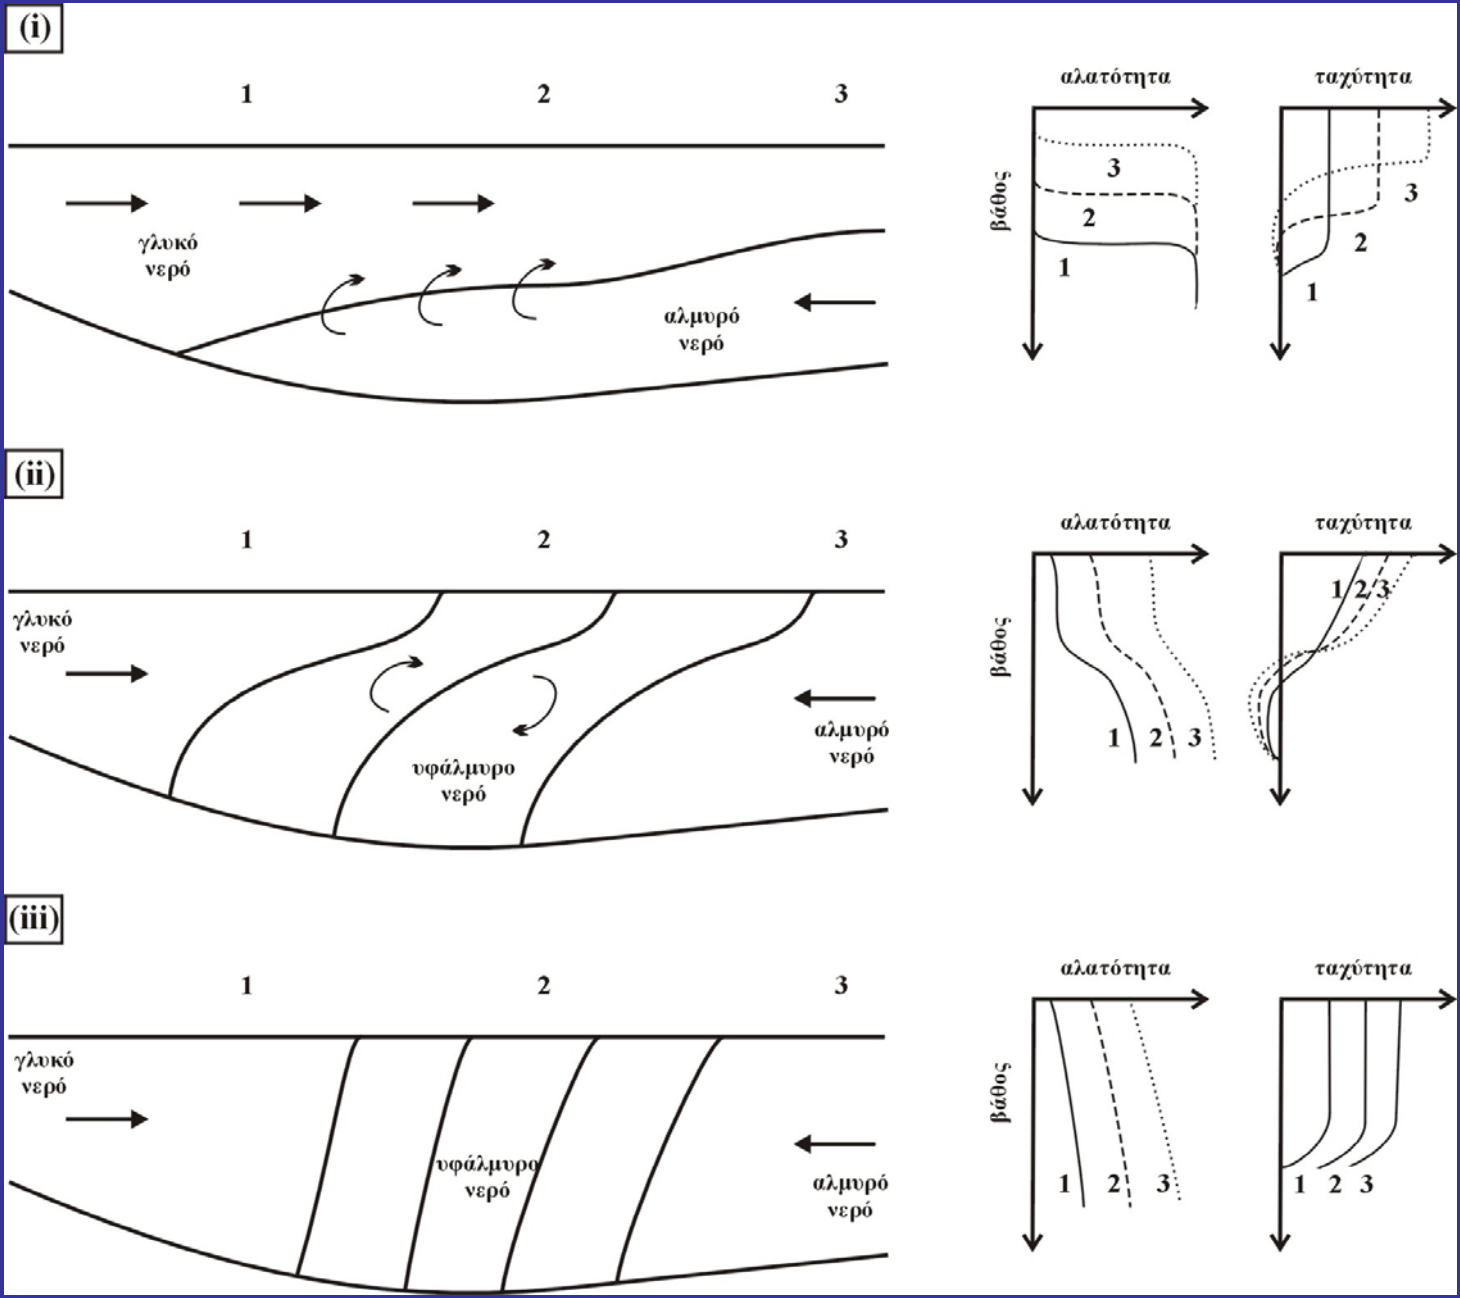 (i)
1 2 3
γλυκό
νερό
αλμυρό
νερό
αλατότητα
βάθος
3
2
1
ταχύτητα
3
2
1
(ii)
1 2 3
γλυκό
νερό
υφάλμυρο
νερό
αλμυρό
νερό
αλατότητα
βάθος
1 2 3
ταχύτητα
1 2 3
(iii)
1 2 3
γλυκό
νερό
υφάλμυρο
νερό
αλμυρό
νερό
αλατότητα
βάθος
1 2 3
ταχύτητα
1 2 3